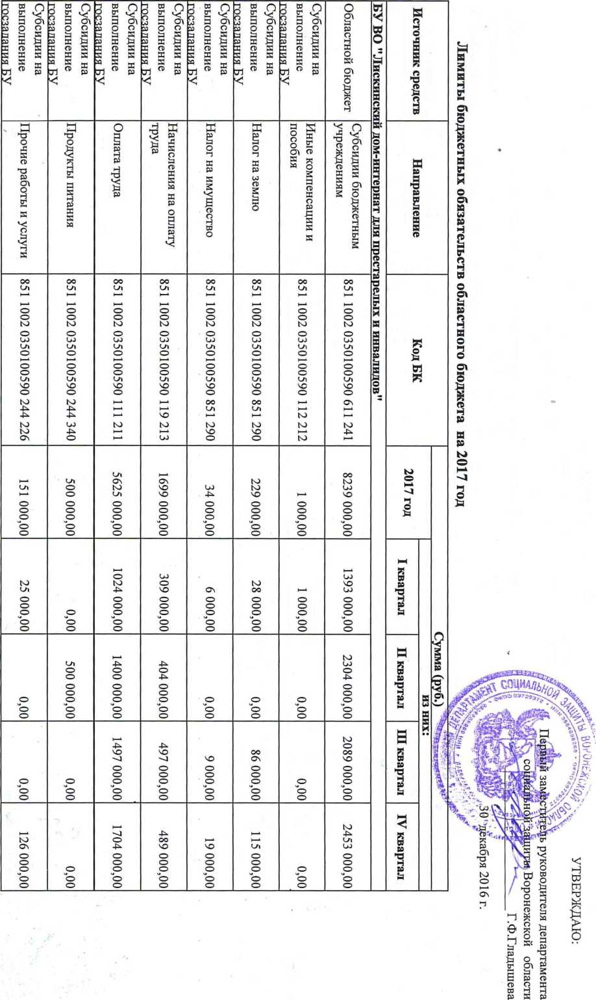 УТВЕРЖДАЮ:
Первый заместитель руководителя департамента
социальной защиты Воронежской области
Г.Ф.Гладышева
30 декабря 2016 г.
ДЕПАРТАМЕНТ СОЦИАЛЬНОЙ ЗАЩИТЫ ВОРОНЕЖСКОЙ ОБЛАС
Лимиты бюджетных обязательств областного бюджета на 2017 год
Источник средств Направление Код БК Сумма (руб.)
2017 год из них:
I квартал II квартал III квартал IV квартал
БУ ВО "Лискинский дом-интернат для престарелых и инвалидов"
Областной бюджет Субсидии бюджетным 851 1002 0350100590 611 241 8239 000,00 1393 000,00 2304 000,00 2089 000,00 2453 000,00
учреждениям
Субсидии на
выполнение Иные компенсации и 851 1002 0350100590 112 212 1 000,00 1 000,00 0,00 0,00 0,00
госзадания БУ пособия
Субсидии на
выполнение Налог на землю 851 1002 0350100590 851 290 229 000,00 28 000,00 0,00 86 000,00 115 000,00
госзадания БУ
Субсидии на
выполнение Налог на имущество 851 1002 0350100590 851 290 34 000,00 6 000,00 0,00 9 000,00 19 000,00
госзадания БУ
Субсидии на
выполнение Начисления на оплату 851 1002 0350100590 119 213 1699 000,00 309 000,00 404 000,00 497 000,00 489 000,00
госзадания БУ труда
Субсидии на
выполнение Оплата труда 851 1002 0350100590 111 211 5625 000,00 1024 000,00 1400 000,00 1497 000,00 1704 000,00
госзадания БУ
Субсидии на
выполнение Продукты питания 851 1002 0350100590 244 340 500 000,00 0,00 500 000,00 0,00 0,00
госзадания БУ
Субсидии на
выполнение Прочие работы и услуги 851 1002 0350100590 244 226 151 000,00 25 000,00 0,00 0,00 126 000,00
госзадания БУ